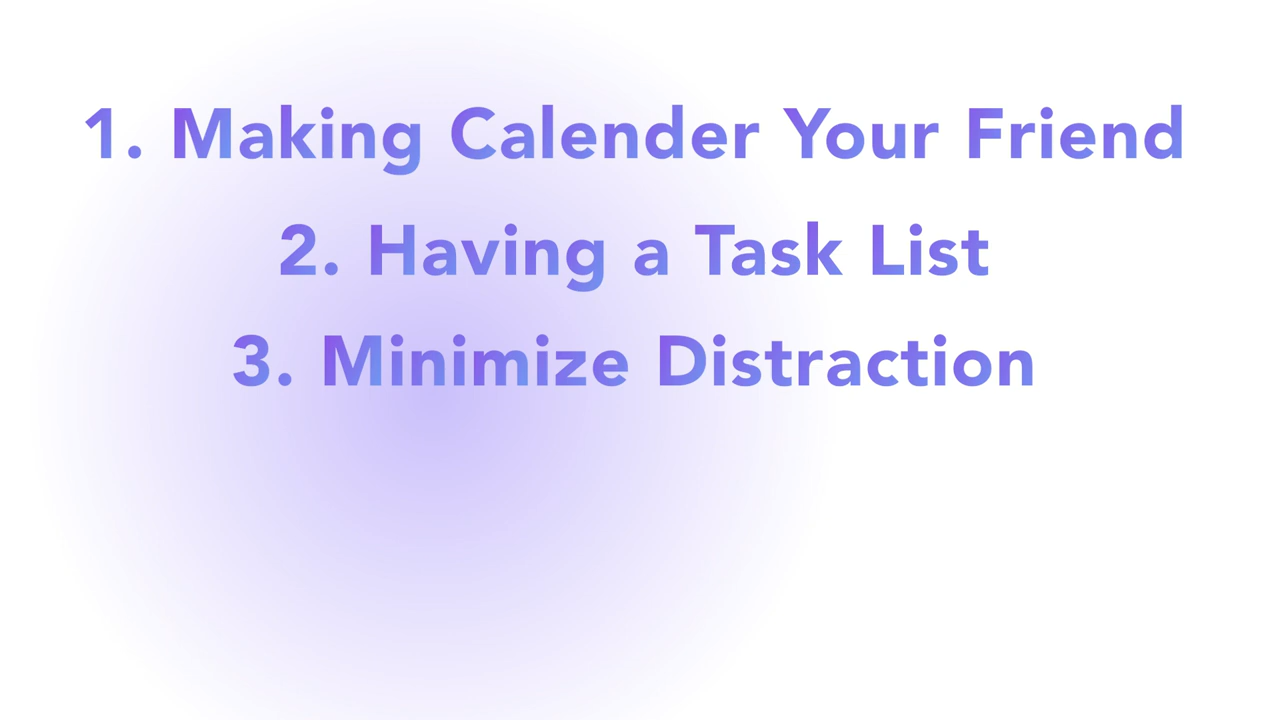 1. Making Calender Your Friend
2. Having a Task List
3. Minimize Distraction